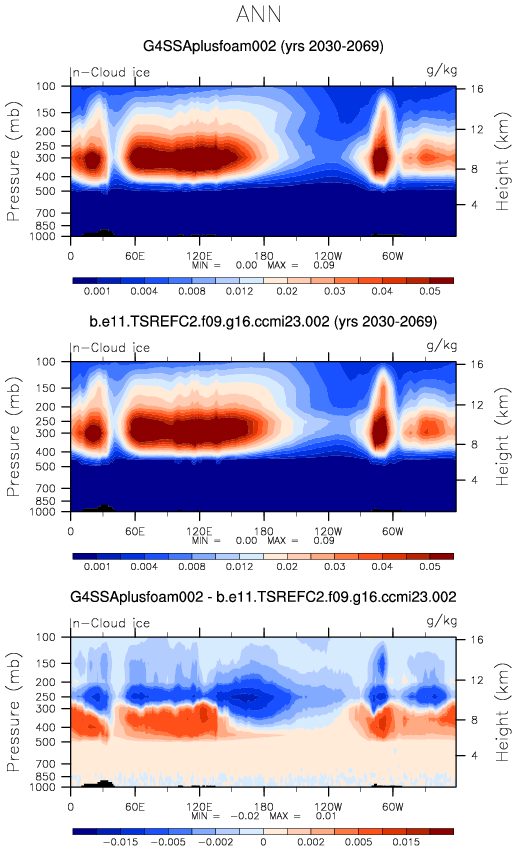 ANN
G4SSAplusfoam002 (yrs 2030-2069)
In-Cloud ice g/kg
Pressure (mb)
100
150
200
250
300
400
500
700
850
1000
16
12
8
4
Height (km)
0 60E 120E 180 120W 60W
MIN = 0.00 MAX = 0.09
0.001 0.004 0.008 0.012 0.02 0.03 0.04 0.05
b.e11.TSREFC2.f09.g16.ccmi23.002 (yrs 2030-2069)
In-Cloud ice g/kg
Pressure (mb)
100
150
200
250
300
400
500
700
850
1000
16
12
8
4
Height (km)
0 60E 120E 180 120W 60W
MIN = 0.00 MAX = 0.09
0.001 0.004 0.008 0.012 0.02 0.03 0.04 0.05
G4SSAplusfoam002 - b.e11.TSREFC2.f09.g16.ccmi23.002
In-Cloud ice g/kg
Pressure (mb)
100
150
200
250
300
400
500
700
850
1000
16
12
8
4
Height (km)
0 60E 120E 180 120W 60W
MIN = -0.02 MAX = 0.01
-0.015 -0.005 -0.002 0 0.002 0.005 0.015